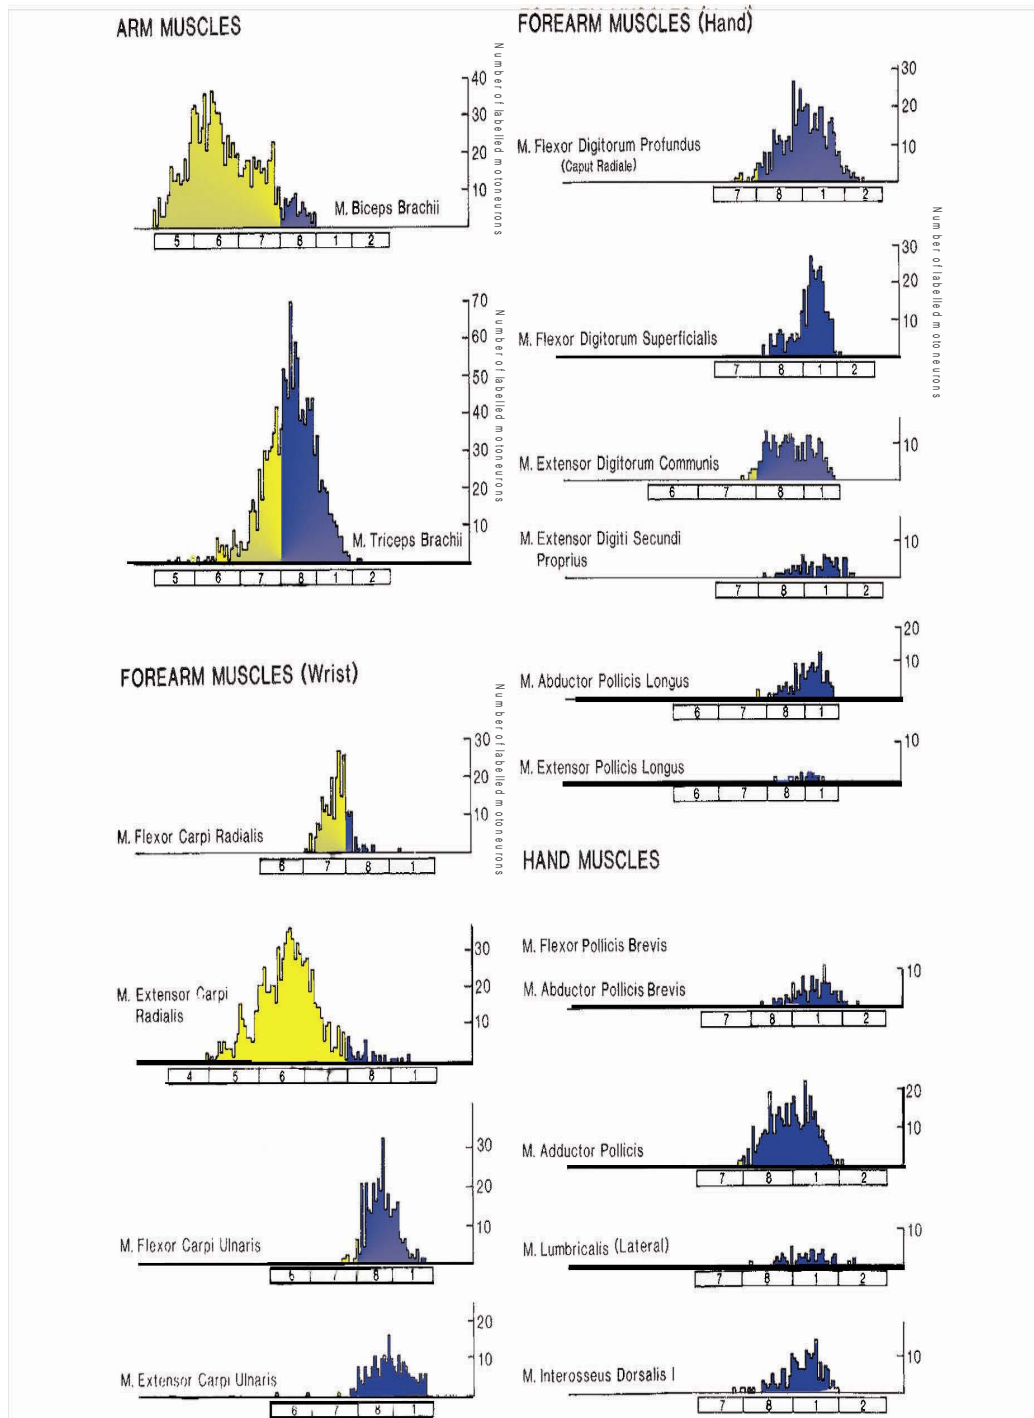 ARM MUSCLES
40
30
20
10
Number of labelled motoneurons
M. Biceps Brachii
5 6 7 8 1 2
70
60
50
40
30
20
10
Number of labelled motoneurons
M. Triceps Brachii
5 6 7 8 1 2
FOREARM MUSCLES (Wrist)
30
20
10
Number of labelled motoneurons
M. Flexor Carpi Radialis
6 7 8 1
30
20
10
M. Extensor Carpi
Radialis
4 5 6 7 8 1
30
20
10
M. Flexor Carpi Ulnaris
6 7 8 1
20
10
M. Extensor Carpi Ulnaris
6 7 8 1
FOREARM MUSCLES (Hand)
30
20
10
M. Flexor Digitorum Profundus
(Caput Radiale)
7 8 1 2
Number of labelled motoneurons
30
20
10
M. Flexor Digitorum Superficialis
7 8 1 2
10
M. Extensor Digitorum Communis
6 7 8 1
10
M. Extensor Digiti Secundi
Proprius
7 8 1 2
20
10
M. Abductor Pollicis Longus
6 7 8 1
10
M. Extensor Pollicis Longus
6 7 8 1
HAND MUSCLES
M. Flexor Pollicis Brevis
10
M. Abductor Pollicis Brevis
7 8 1 2
20
10
M. Adductor Pollicis
7 8 1 2
10
M. Lumbricalis (Lateral)
7 8 1 2
10
M. Interosseus Dorsalis I
7 8 1 2